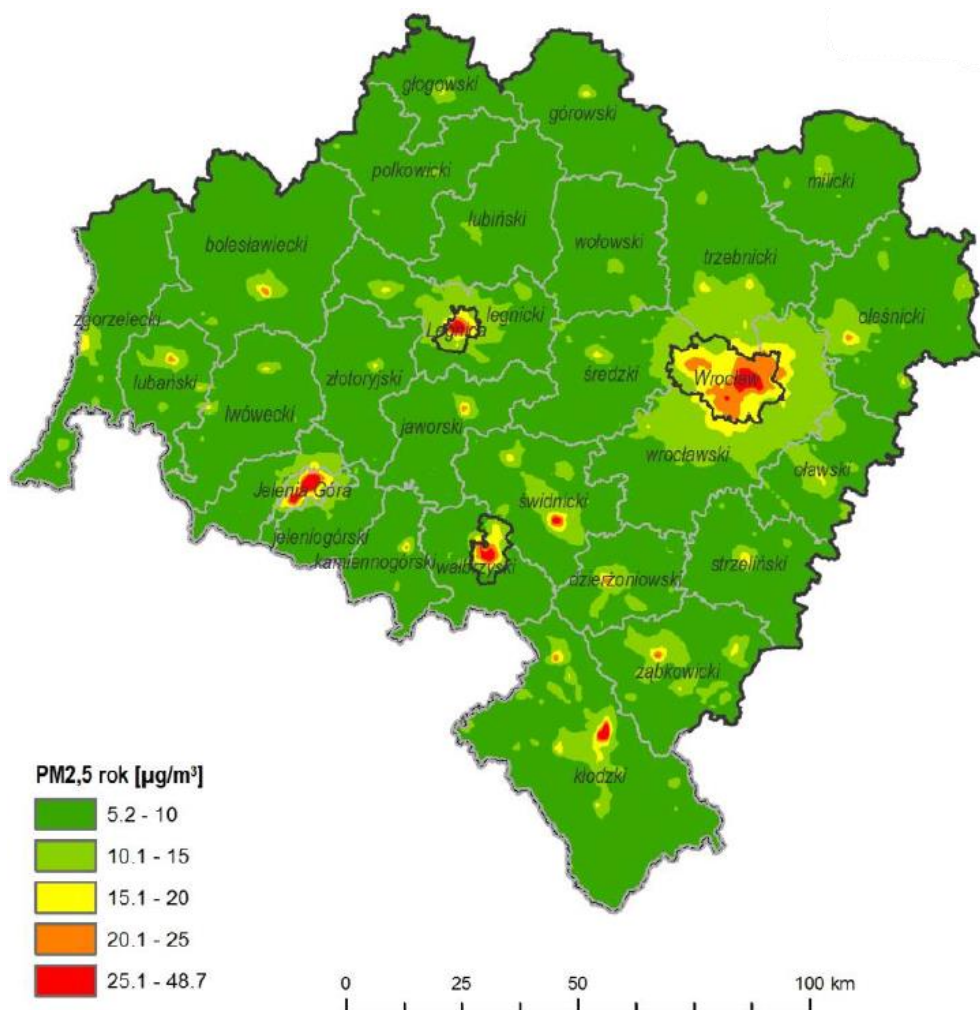 głogowski
górowski
polkowicki
milicki
lubiński
bolesławiecki
wołowski
trzebnicki
zgorzelecki
legnicki
oleśnicki
Legnica
lubański
złotoryjski
średzki
Wrocław
lwówecki
jaworski
wrocławski
oławski
Jelenia Góra
świdnicki
jeleniogórski
kamiennogórski
wałbrzyski
dzierżoniowski
strzeliński
ząbkowicki
kłodzki
PM2,5 rok [µg/m³]
5.2 - 10
10.1 - 15
15.1 - 20
20.1 - 25
25.1 - 48.7
0 25 50 100 km